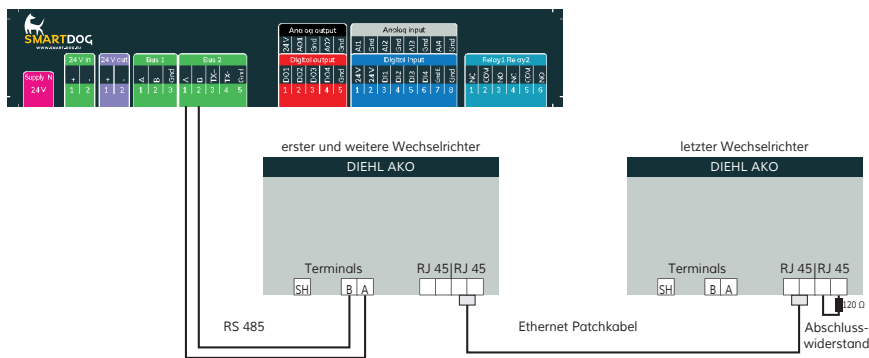 SMARTDOG
WWW.SMART-DOG.EU
Supply IN
24 V
24 V in
+ -
1 2
24 V out
+ -
1 2
Bus 1
A B Gnd
1 2 3
Bus 2
A B TX- TX- Gnd
1 2 3 4 5
Analog output
24 V AO1 Gnd AO2 Gnd
Digital output
DO1 DO2 DO3 DO4 Gnd
1 2 3 4 5
Analog input
AI1 Gnd AI2 Gnd AI3 Gnd AI4 Gnd
Digital input
24V 24V DI1 DI2 DI3 DI4 Gnd
1 2 3 4 5 6 7 8
Relay1 Relay2
NC COM NO NC COM NO
1 2 3 4 5 6
erster und weitere Wechselrichter
DIEHL AKO
Terminals
RJ 45|RJ 45
SH
B A
letzter Wechselrichter
DIEHL AKO
Terminals
RJ 45|RJ 45
SH
B A
120 Ω
RS 485
Ethernet Patchkabel
Abschluss-
widerstand